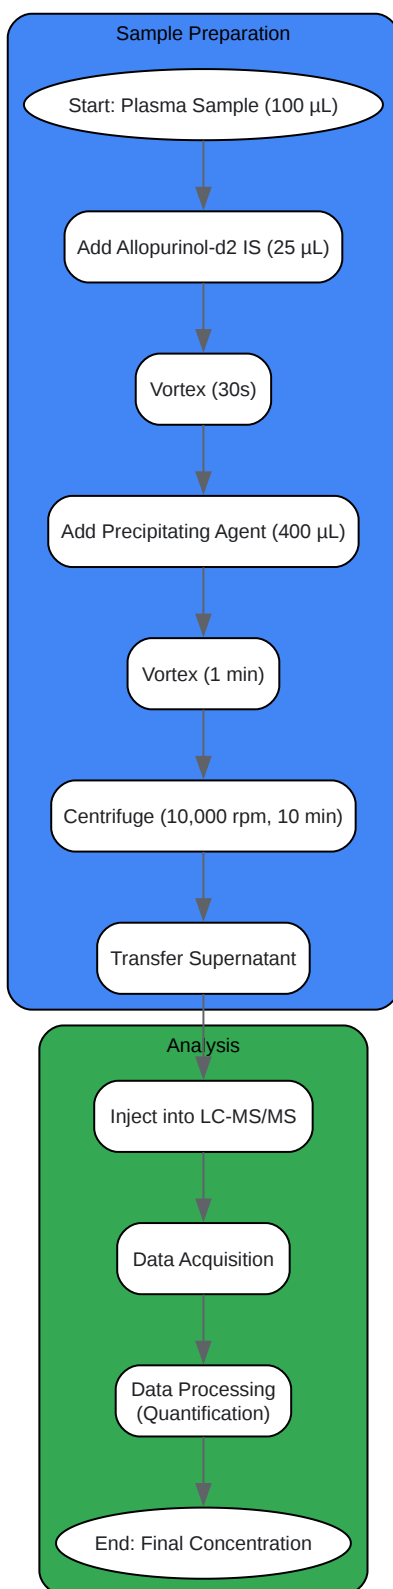 Sample Preparation
Start: Plasma Sample (100 µL)
Add Allopurinol-d2 IS (25 µL)
Vortex (30s)
Add Precipitating Agent (400 µL)
Vortex (1 min)
Centrifuge (10,000 rpm, 10 min)
Transfer Supernatant
Analysis
Inject into LC-MS/MS
Data Acquisition
Data Processing
(Quantification)
End: Final Concentration